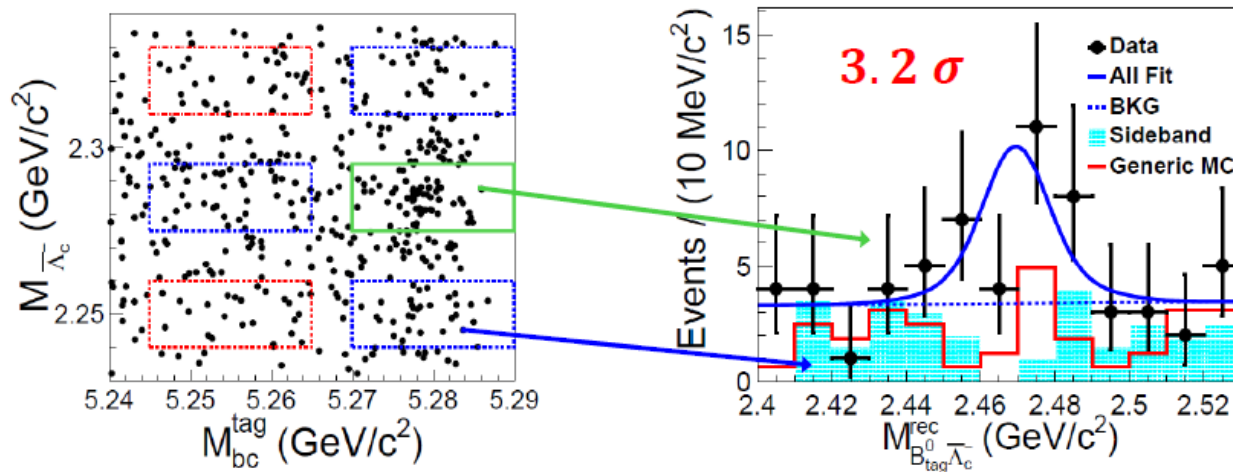 M_{\overline{Λ}_c} (GeV/c²)
2.3
2.25
5.24 5.25 5.26 5.27 5.28 5.29
M_{bc}^{tag} (GeV/c²)
Events / (10 MeV/c²)
15
10
5
0
3.2 σ
Data
All Fit
BKG
Sideband
Generic MC
2.4 2.42 2.44 2.46 2.48 2.5 2.52
M^{rec}_{B^0_{tag} \overline{Λ}_c^-} (GeV/c²)